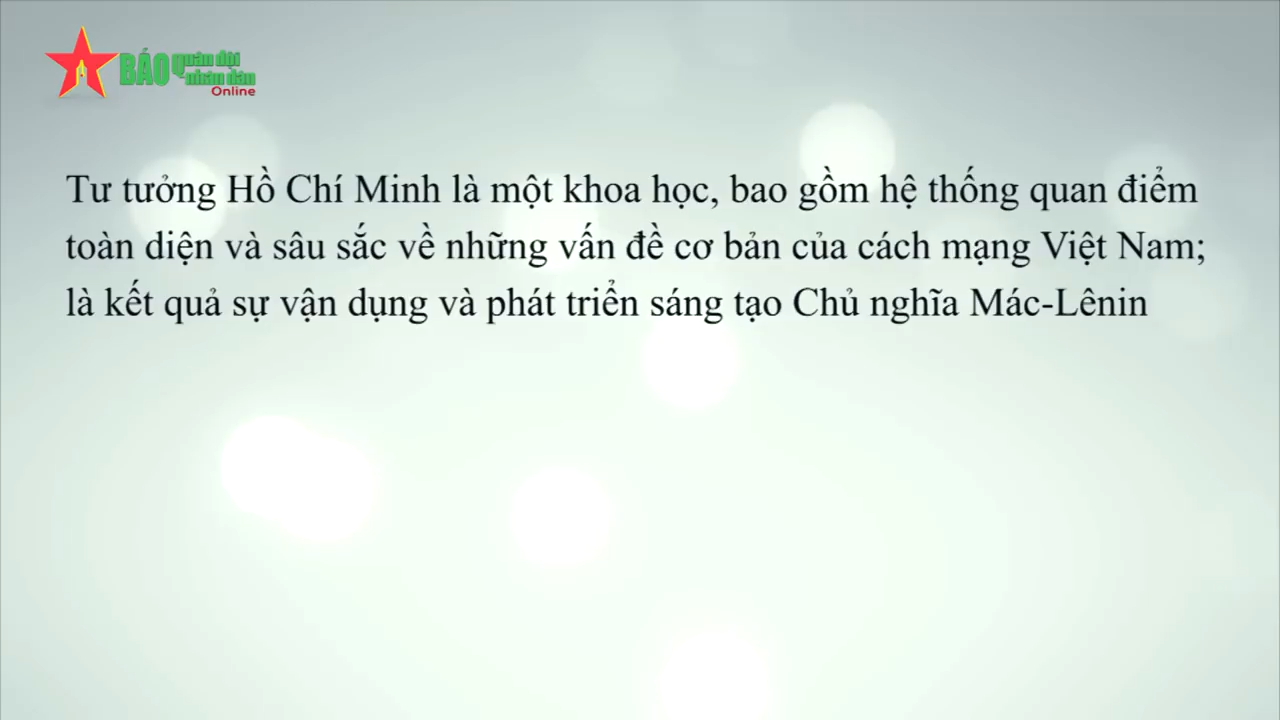 BÁO Quân đội
nhân dân
Online
Tư tưởng Hồ Chí Minh là một khoa học, bao gồm hệ thống quan điểm
toàn diện và sâu sắc về những vấn đề cơ bản của cách mạng Việt Nam;
là kết quả sự vận dụng và phát triển sáng tạo Chủ nghĩa Mác-Lênin